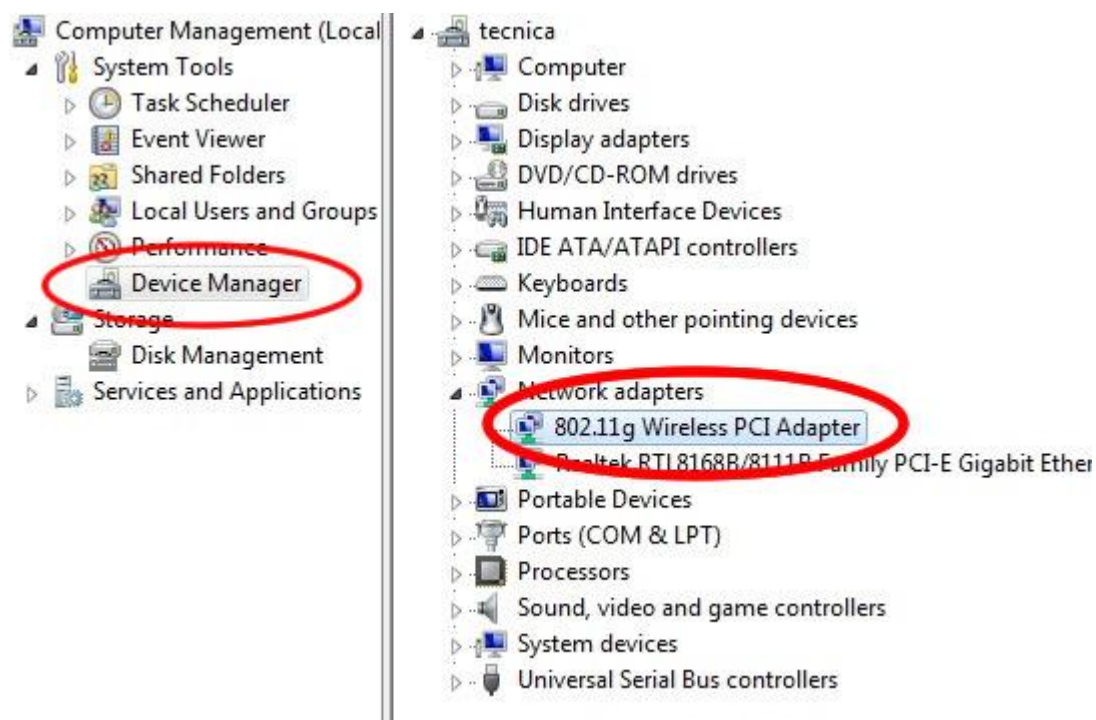 Computer Management (Local
System Tools
Task Scheduler
Event Viewer
Shared Folders
Local Users and Groups
Performance
Device Manager
Storage
Disk Management
Services and Applications
tecnica
Computer
Disk drives
Display adapters
DVD/CD-ROM drives
Human Interface Devices
IDE ATA/ATAPI controllers
Keyboards
Mice and other pointing devices
Monitors
Network adapters
802.11g Wireless PCI Adapter
Realtek RTL8168B/8111B Family PCI-E Gigabit Ether
Portable Devices
Ports (COM & LPT)
Processors
Sound, video and game controllers
System devices
Universal Serial Bus controllers